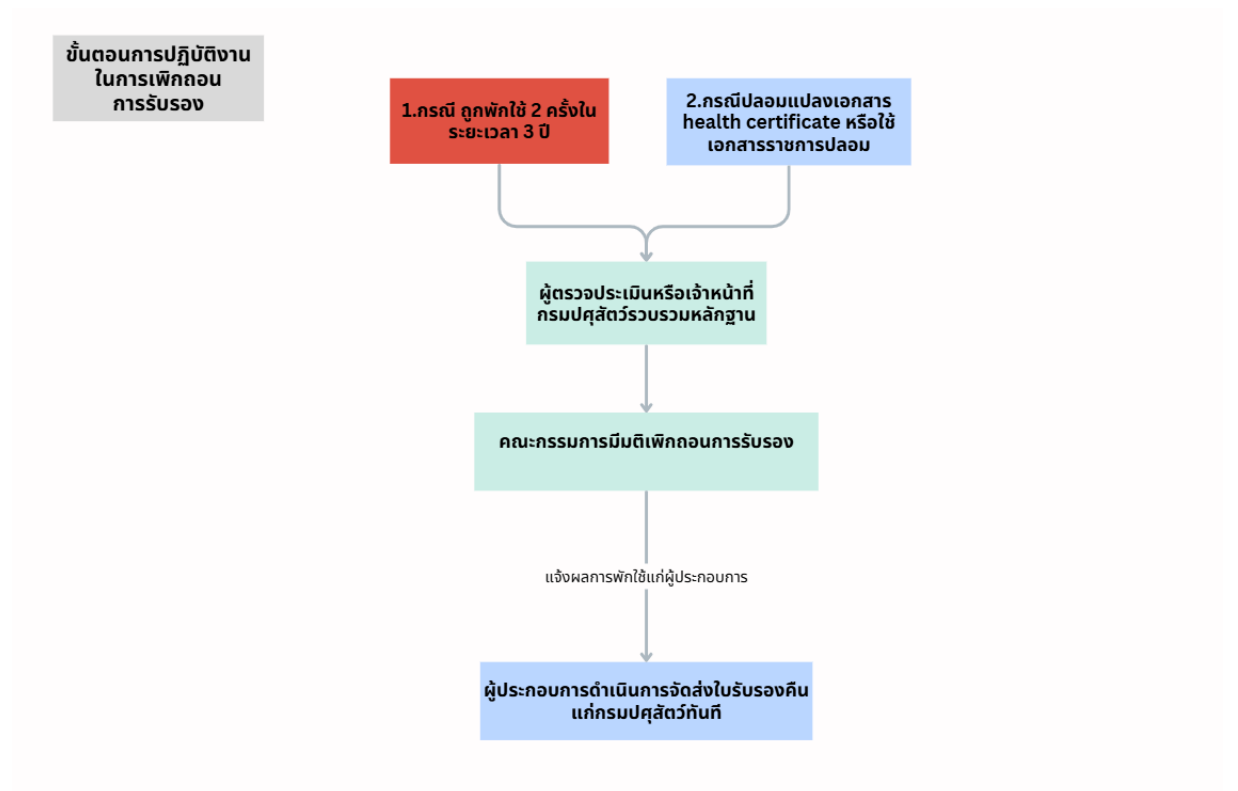 ขั้นตอนการปฏิบัติงาน
ในการเพิกถอน
การรับรอง
1.กรณี ถูกพักใช้ 2 ครั้งใน
ระยะเวลา 3 ปี
2.กรณีปลอมแปลงเอกสาร
health certificate หรือใช้
เอกสารราชการปลอม
ผู้ตรวจประเมินหรือเจ้าหน้าที่
กรมปศุสัตว์รวบรวมหลักฐาน
คณะกรรมการมีมติเพิกถอนการรับรอง
แจ้งผลการพักใช้แก่ผู้ประกอบการ
ผู้ประกอบการดำเนินการจัดส่งใบรับรองคืน
แก่กรมปศุสัตว์ทันที